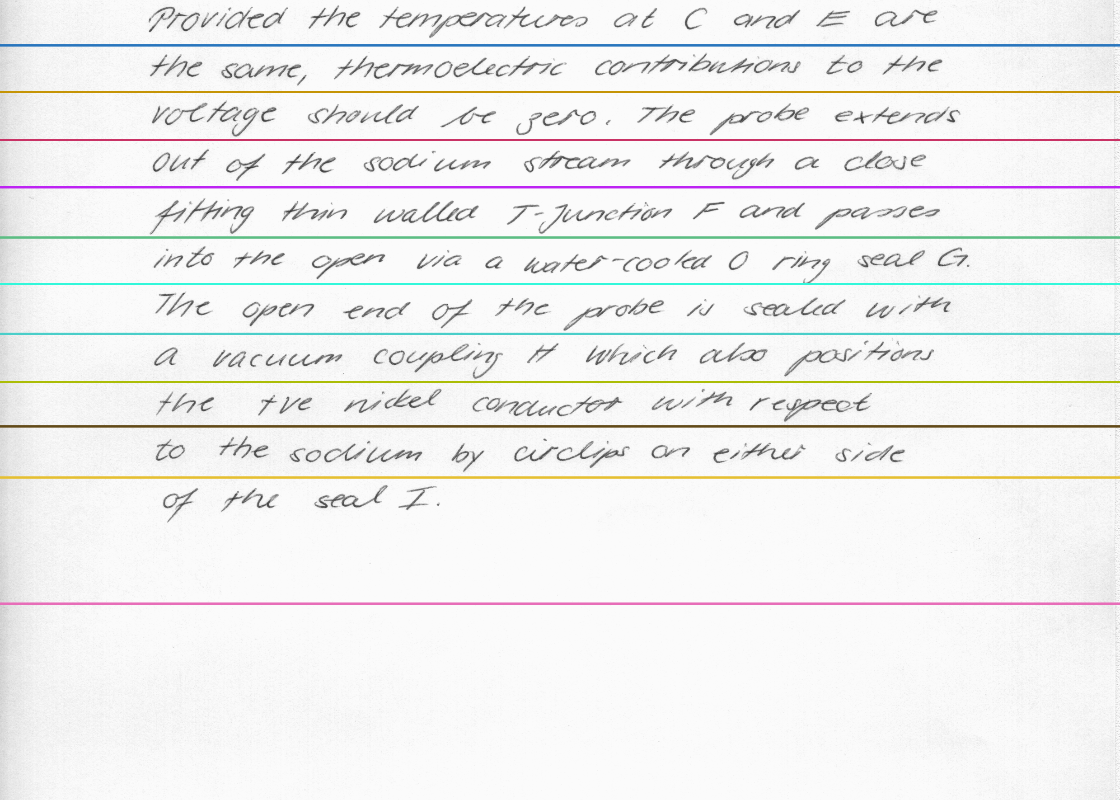 Provided the temperatures at C and E are
the same, thermoelectric contributions to the
voltage should be zero. The probe extends
out of the sodium stream through a close
fitting thin walled T-Junction F and passes
into the open via a water-cooled O ring seal G.
The open end of the probe is sealed with
a vacuum coupling H which also positions
the +ve nickel conductor with respect
to the sodium by circlips on either side
of the seal I.